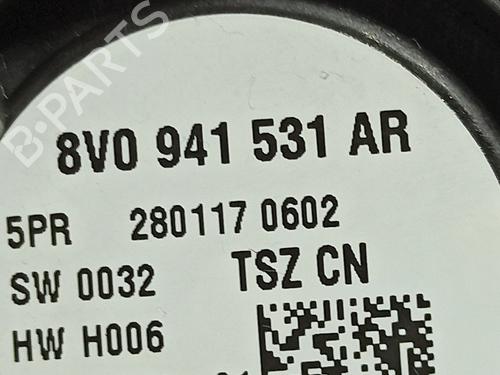 B-PARTS
8V0 941 531 AR
5PR 280117 0602
SW 0032 TSZ CN
HW H006